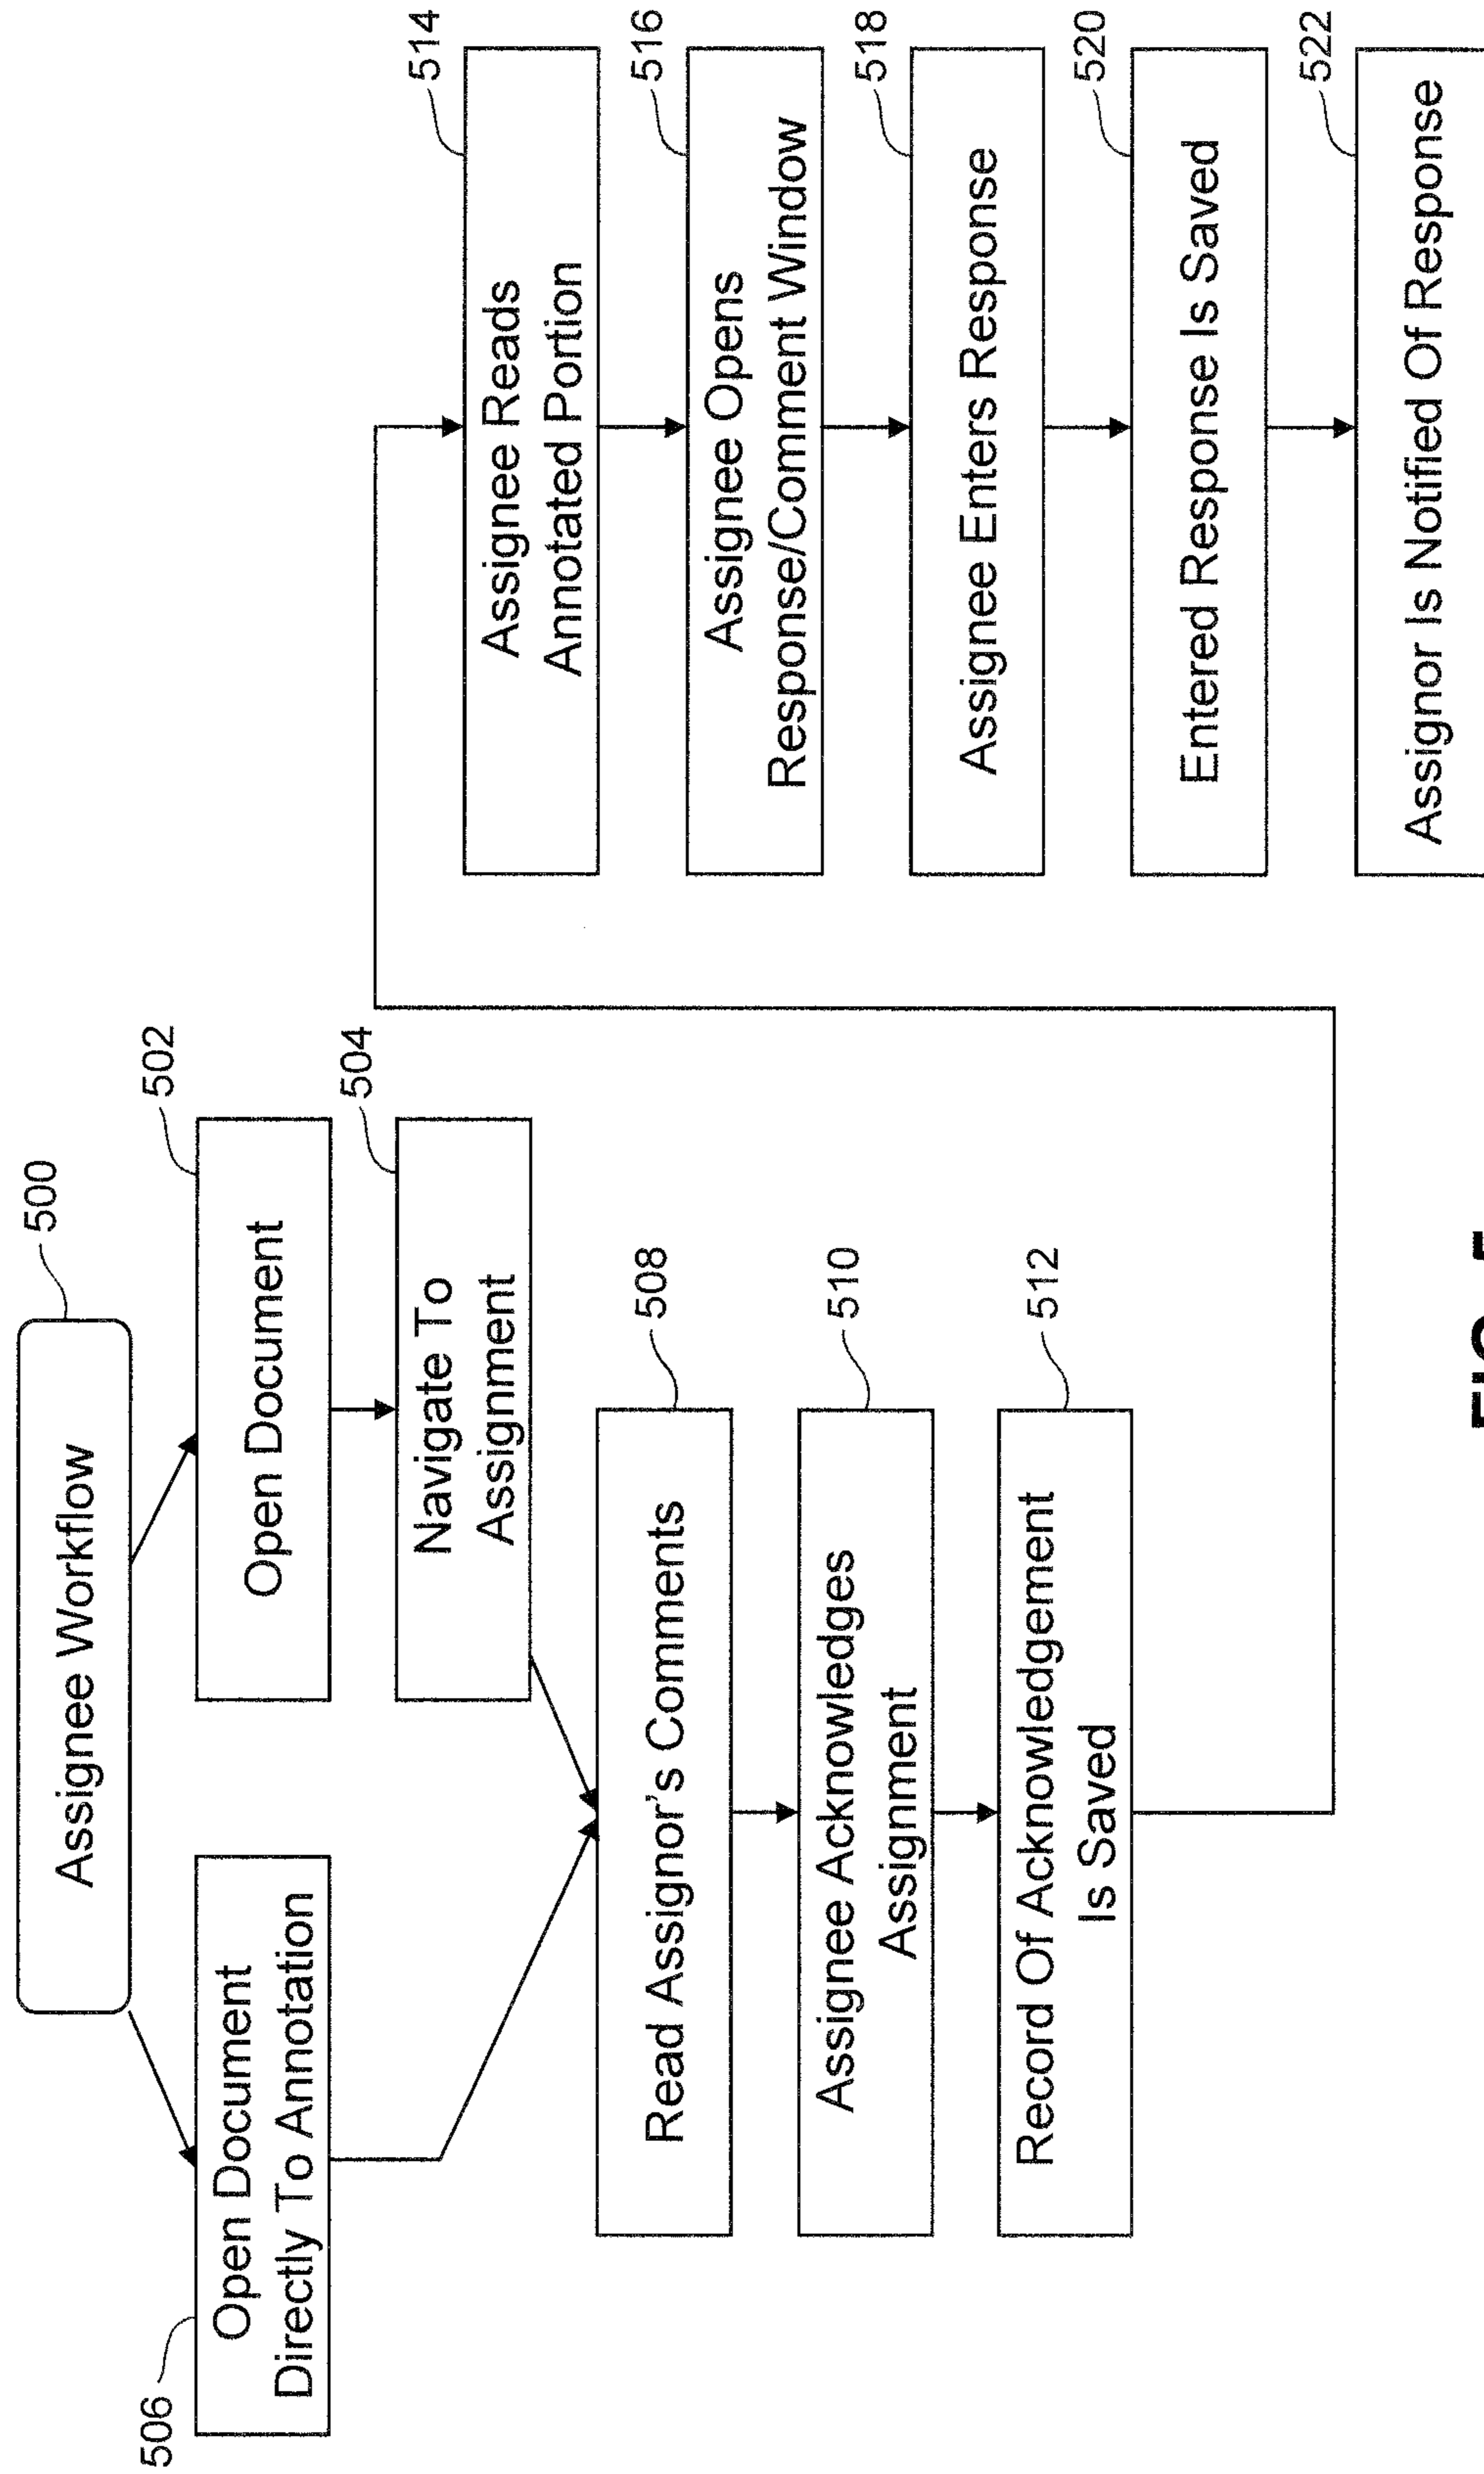 Assignee Workflow
500
Open Document
Directly To Annotation
506
Open Document
502
Navigate To
Assignment
504
Read Assignor's Comments
508
Assignee Acknowledges
Assignment
510
Record Of Acknowledgement
Is Saved
512
Assignee Reads
Annotated Portion
514
Assignee Opens
Response/Comment Window
516
Assignee Enters Response
518
Entered Response Is Saved
520
Assignor Is Notified Of Response
522